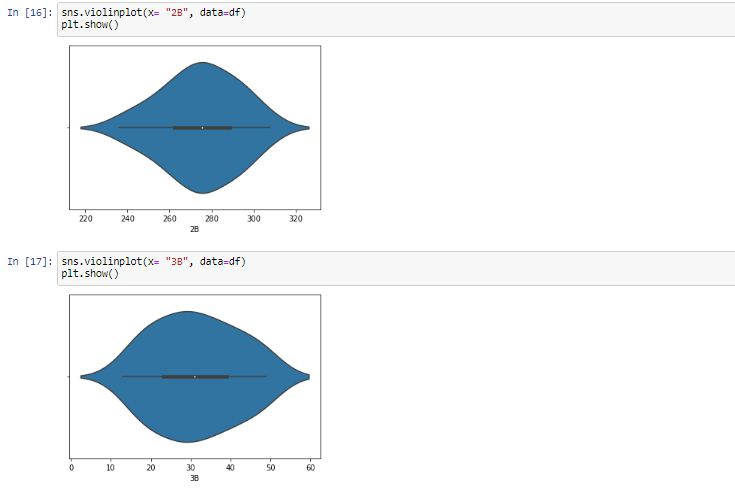 In [16]: sns.violinplot(x= "2B", data=df)
plt.show()
220 240 260 280 300 320
2B
In [17]: sns.violinplot(x= "3B", data=df)
plt.show()
0 10 20 30 40 50 60
3B